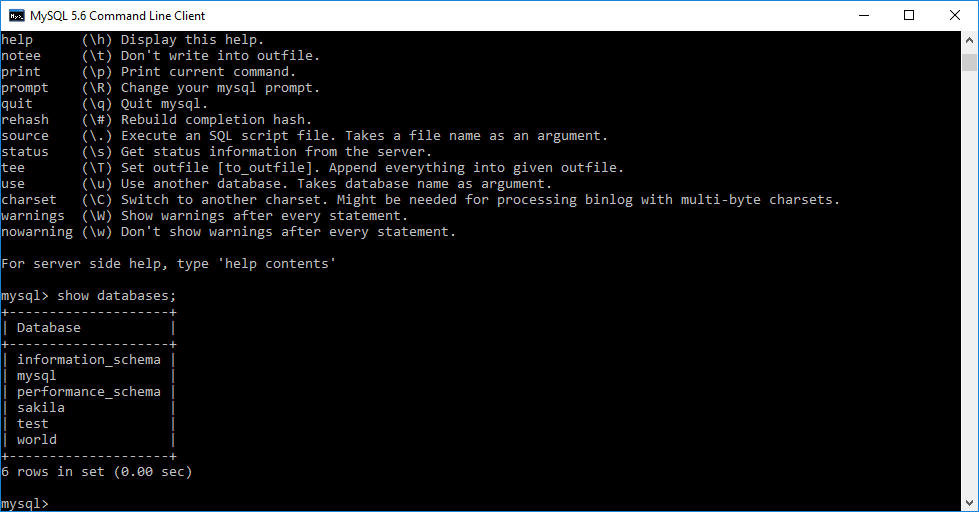 MySQL 5.6 Command Line Client
help      (\h) Display this help.
notee     (\t) Don't write into outfile.
print     (\p) Print current command.
prompt    (\R) Change your mysql prompt.
quit      (\q) Quit mysql.
rehash    (\#) Rebuild completion hash.
source    (\.) Execute an SQL script file. Takes a file name as an argument.
status    (\s) Get status information from the server.
tee       (\T) Set outfile [to_outfile]. Append everything into given outfile.
use       (\u) Use another database. Takes database name as argument.
charset   (\C) Switch to another charset. Might be needed for processing binlog with multi-byte charsets.
warnings  (\W) Show warnings after every statement.
nowarning (\w) Don't show warnings after every statement.
For server side help, type 'help contents'
mysql> show databases;
+--------------------+
| Database           |
+--------------------+
| information_schema |
| mysql              |
| performance_schema |
| sakila             |
| test               |
| world              |
+--------------------+
6 rows in set (0.00 sec)
mysql>